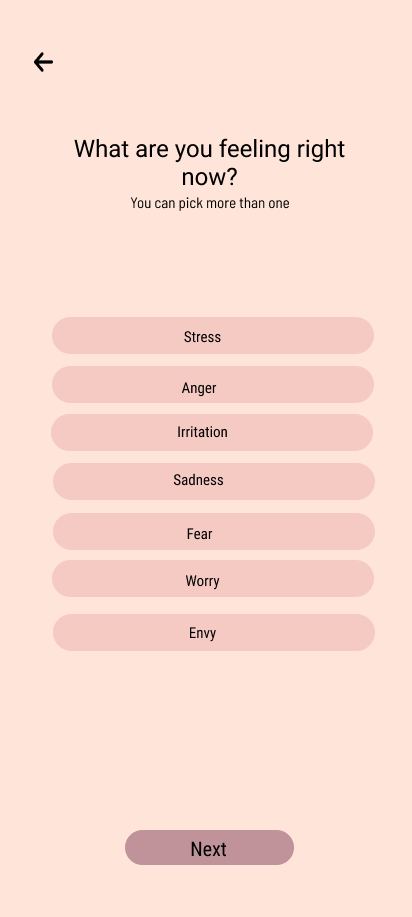 What are you feeling right
now?
You can pick more than one
Stress
Anger
Irritation
Sadness
Fear
Worry
Envy
Next